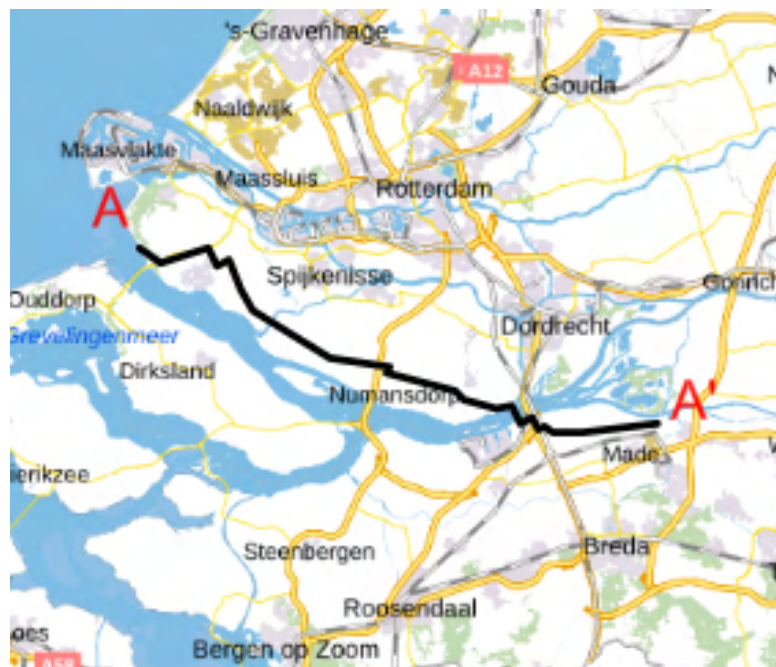 's-Gravenhage
A12
Gouda
Naaldwijk
Maasvlakte
Maassluis
Rotterdam
A
Spijkenisse
Gorinch
Ouddorp
Dordrecht
Grevelingenmeer
Dirksland
Numansdorp
A'
Made
ierikzee
Steenbergen
Breda
Roosendaal
oes
Bergen op Zoom
A58